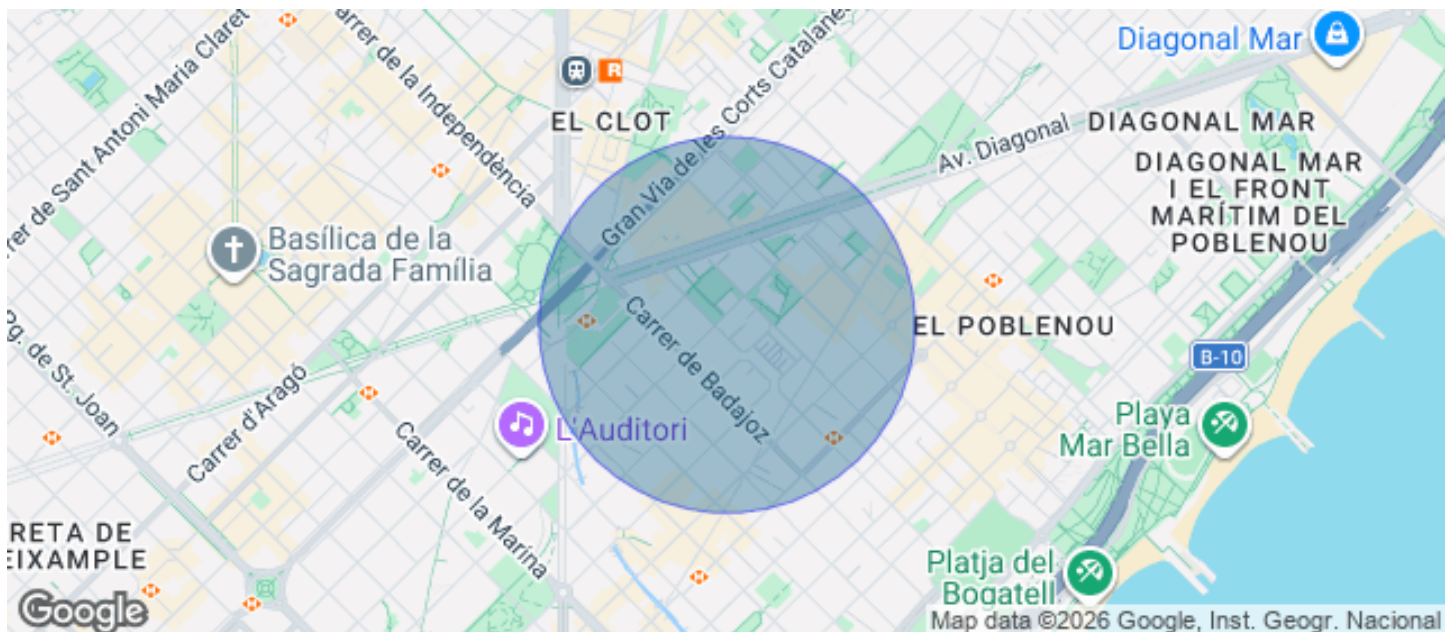 Carrer de Sant Antoni Maria Claret
Carrer de la Independència
EL CLOT
Gran Via de les Corts Catalanes
Diagonal Mar
Av. Diagonal
DIAGONAL MAR
DIAGONAL MAR
I EL FRONT
MARÍTIM DEL
POBLENOU
Basílica de la
Sagrada Família
Pg. de St. Joan
Carrer d'Aragó
Carrer de la Marina
Carrer de Badajoz
L'Auditori
EL POBLENOU
B-10
Playa
Mar Bella
Platja del
Bogatell
RETA DE
EIXAMPLE
R
Google
Map data ©2026 Google, Inst. Geogr. Nacional